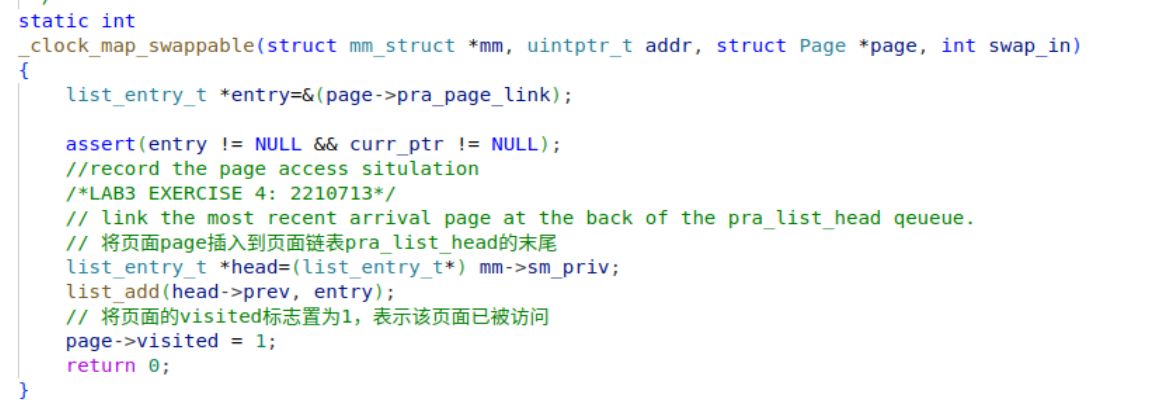 static int
_clock_map_swappable(struct mm_struct *mm, uintptr_t addr, struct Page *page, int swap_in)
{
    list_entry_t *entry=&(page->pra_page_link);
    assert(entry != NULL && curr_ptr != NULL);
    //record the page access situlation
    /*LAB3 EXERCISE 4: 2210713*/
    // link the most recent arrival page at the back of the pra_list_head qeueue.
    // 将页面page插入到页面链表pra_list_head的末尾
    list_entry_t *head=(list_entry_t*) mm->sm_priv;
    list_add(head->prev, entry);
    // 将页面的visited标志置为1，表示该页面已被访问
    page->visited = 1;
    return 0;
}